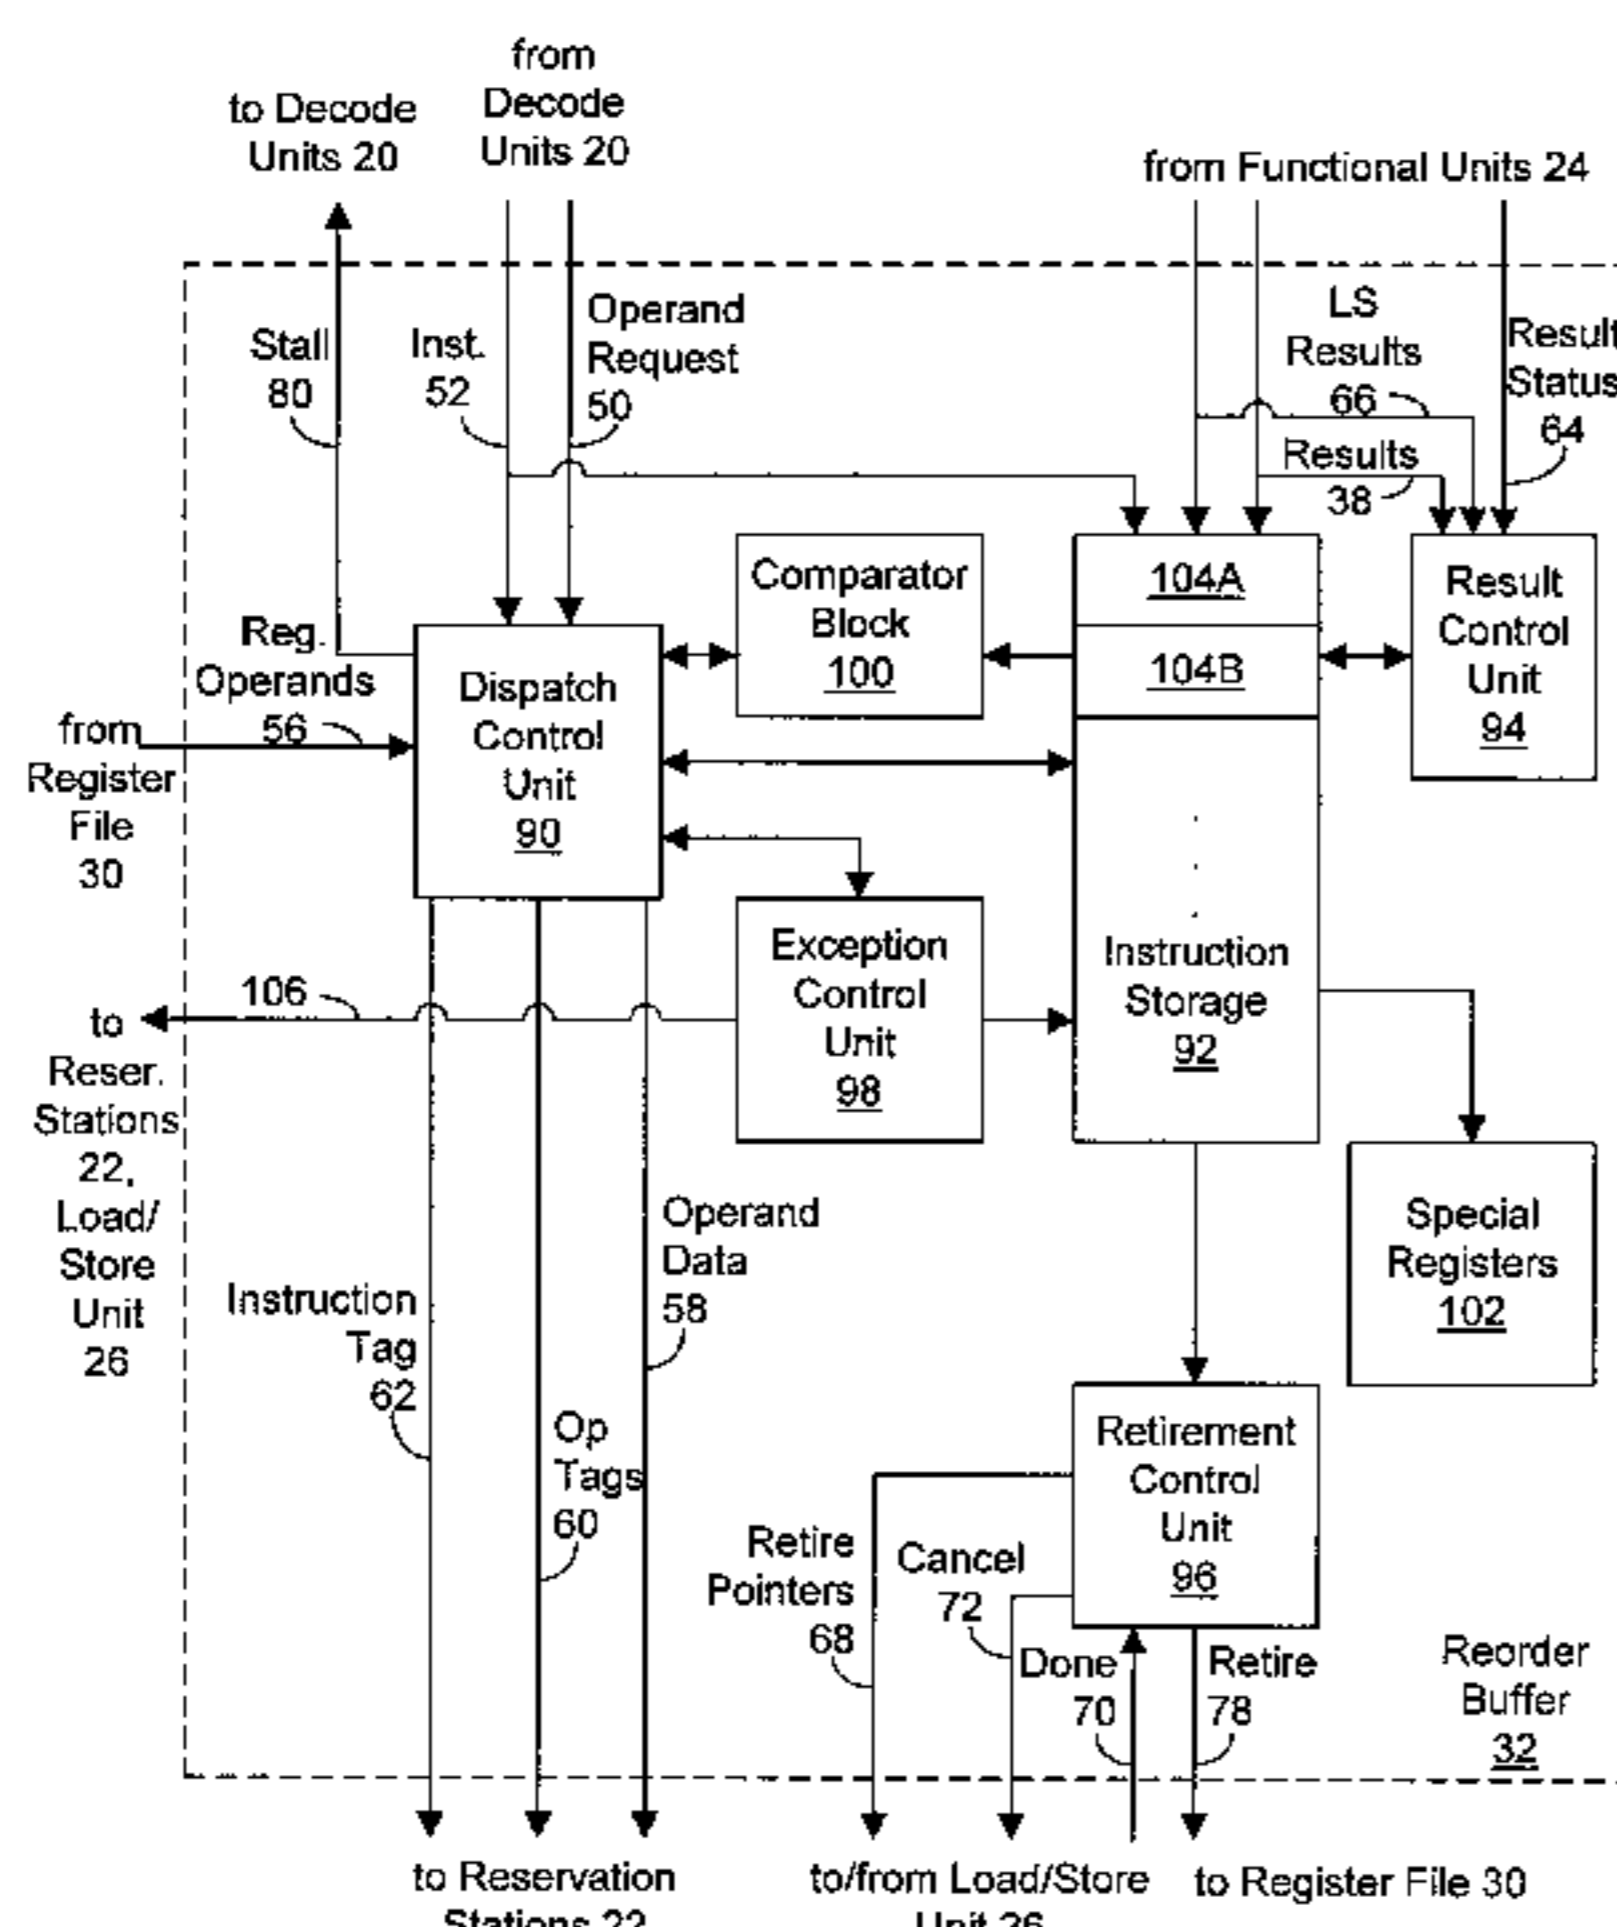 from
Decode
Units 20
to Decode
Units 20
from Functional Units 24
Stall
80
Inst.
52
Operand
Request
50
LS
Results
66
Results
38
Result
Status
64
Comparator
Block
100
104A
104B
Result
Control
Unit
94
Reg.
Operands
56
from
Register
File
30
Dispatch
Control
Unit
90
Exception
Control
Unit
98
Instruction
Storage
92
106
to
Reser.
Stations
22,
Load/
Store
Unit
26
Special
Registers
102
Operand
Data
58
Instruction
Tag
62
Op
Tags
60
Retirement
Control
Unit
96
Retire
Pointers
68
Cancel
72
Done
70
Retire
78
Reorder
Buffer
32
to Reservation
Stations 22
to/from Load/Store
Unit 26
to Register File 30